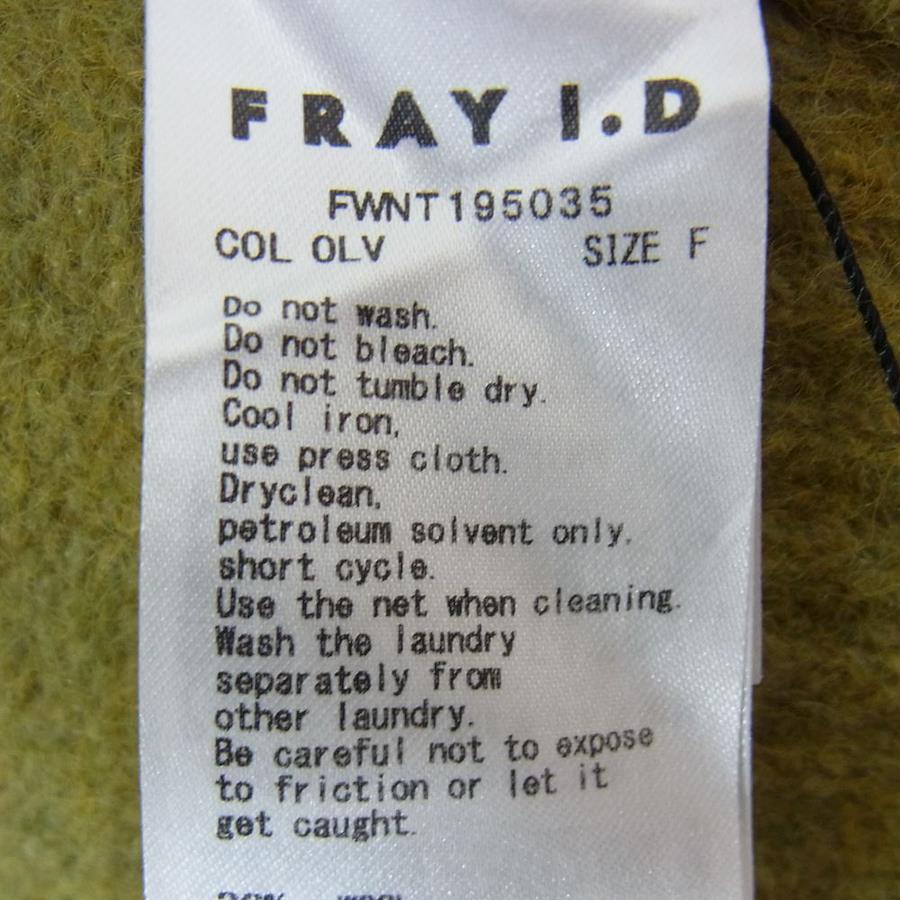 FRAY I.D
FWNT195035
COL OLV SIZE F
Do not wash.
Do not bleach.
Do not tumble dry.
Cool iron,
use press cloth.
Dryclean,
petroleum solvent only.
short cycle.
Use the net when cleaning.
Wash the laundry
separately from
other laundry.
Be careful not to expose
to friction or let it
get caught.